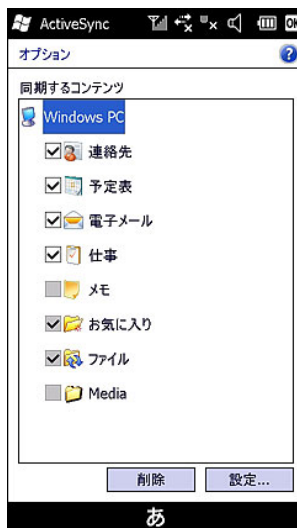 ActiveSync
OK
オプション
同期するコンテンツ
Windows PC
連絡先
予定表
電子メール
仕事
メモ
お気に入り
ファイル
Media
削除 設定...
あ